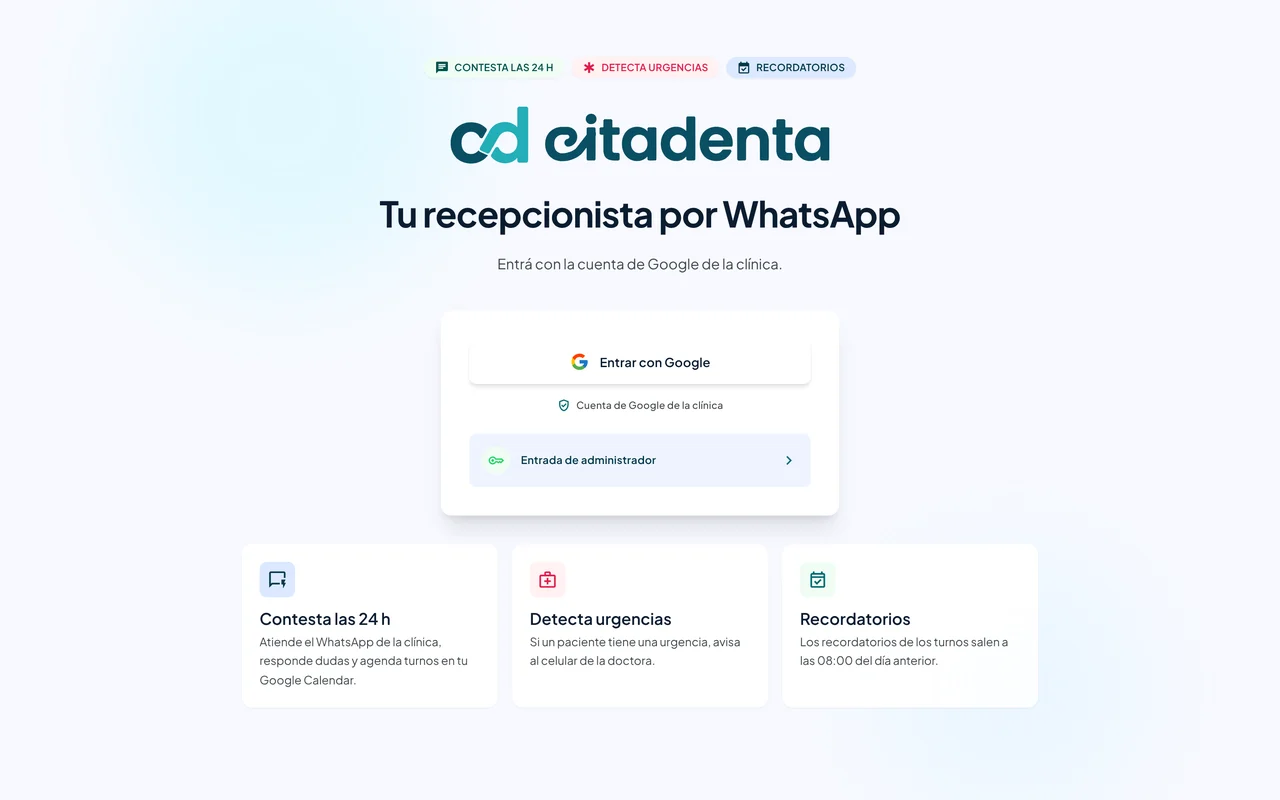 CONTESTA LAS 24 H
DETECTA URGENCIAS
RECORDATORIOS
cd citadenta
Tu recepcionista por WhatsApp
Entrá con la cuenta de Google de la clínica.
Entrar con Google
Cuenta de Google de la clínica
Entrada de administrador
Contesta las 24 h
Atiende el WhatsApp de la clínica,
responde dudas y agenda turnos en tu
Google Calendar.
Detecta urgencias
Si un paciente tiene una urgencia, avisa
al celular de la doctora.
Recordatorios
Los recordatorios de los turnos salen a
las 08:00 del día anterior.